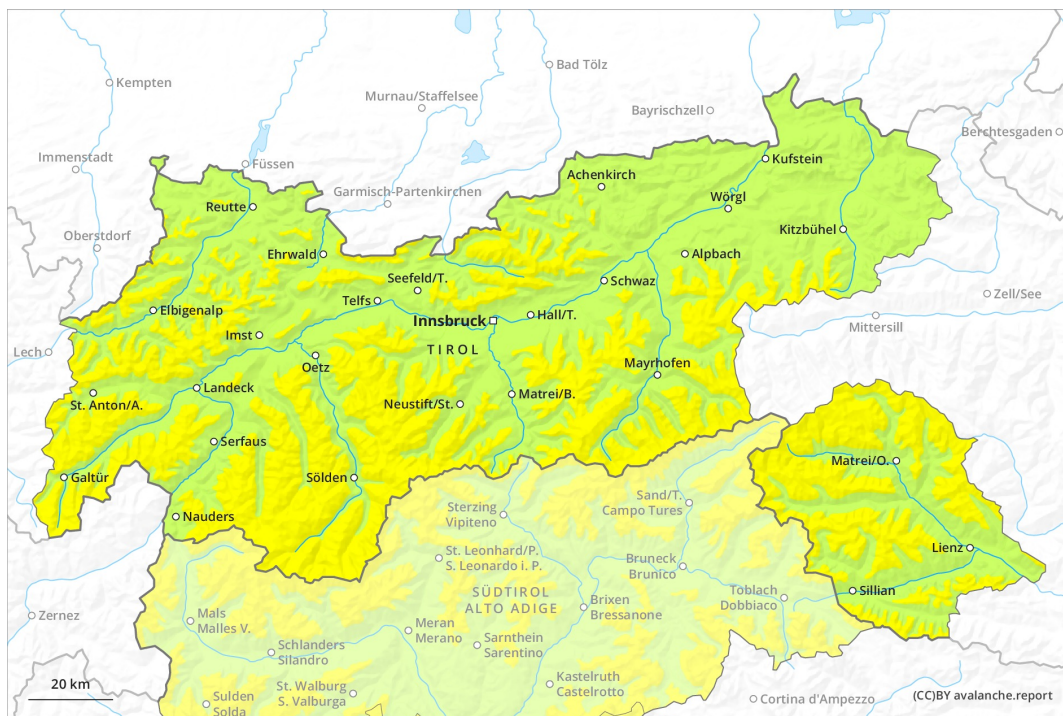 Kempten
Bad Tölz
Murnau/Staffelsee
Bayrischzell
Berchtesgaden
Immenstadt
Füssen
Kufstein
Achenkirch
Garmisch-Partenkirchen
Wörgl
Reutte
Oberstdorf
Kitzbühel
Ehrwald
Alpbach
Seefeld/T.
Schwaz
Zell/See
Telfs
Elbigenalp
Hall/T.
Innsbruck
Mittersill
Imst
TIROL
Lech
Oetz
Mayrhofen
Landeck
St. Anton/A.
Neustift/St.
Matrei/B.
Serfaus
Matrei/O.
Galtür
Sölden
Sand/T.
Campo Tures
Sterzing
Vipiteno
Nauders
Lienz
St. Leonhard/P.
S. Leonardo i. P.
Bruneck
Brunico
SÜDTIROL
ALTO ADIGE
Toblach
Dobbiaco
Sillian
Brixen
Bressanone
Zernez
Mals
Malles V.
Meran
Merano
Sarnthein
Sarentino
Schlanders
Silandro
Kastelruth
Castelrotto
St. Walburg
S. Valburga
Sulden
Solda
20 km
Cortina d'Ampezzo
(CC)BY avalanche.report